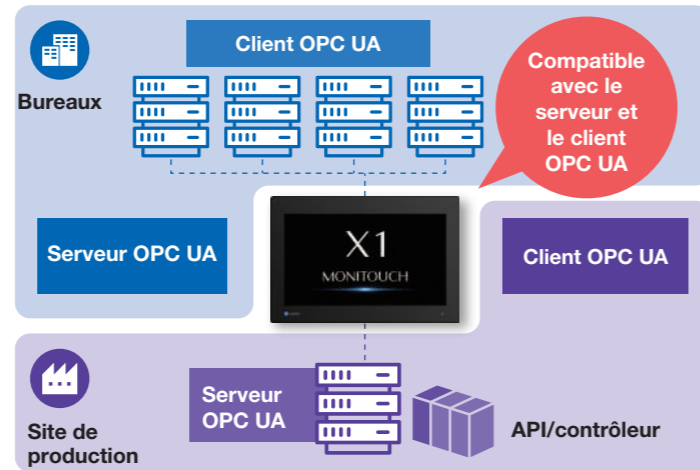 Client OPC UA
Bureaux
Compatible
avec le
serveur et
le client
OPC UA
Serveur OPC UA
X1
MONITOUCH
Client OPC UA
Serveur
OPC UA
Site de
production
API/contrôleur